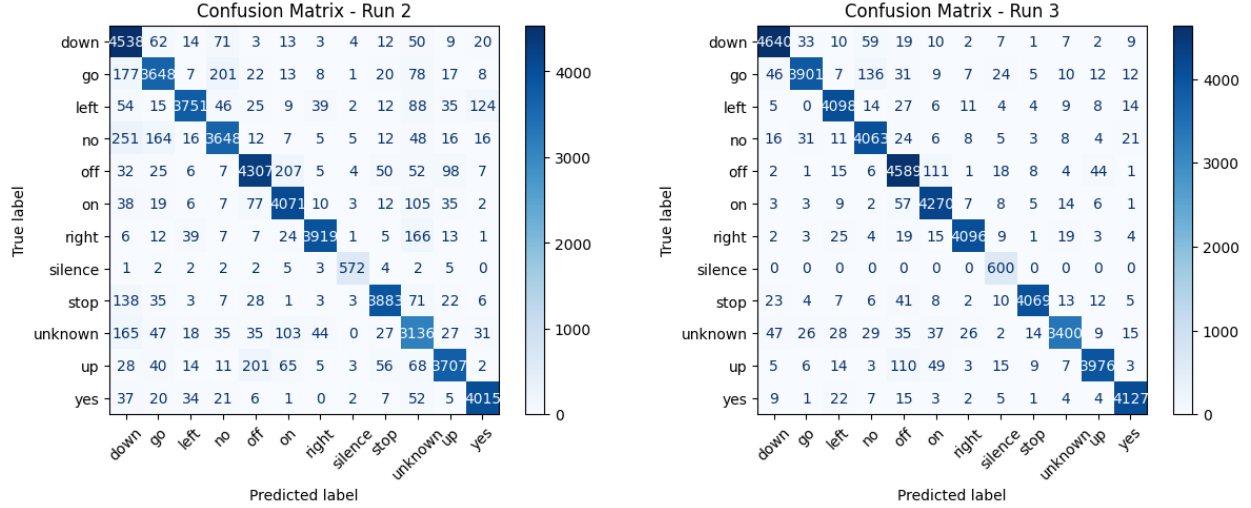 Confusion Matrix - Run 2
down 4538 62 14 71 3 13 3 4 12 50 9 20
go 177 3648 7 201 22 13 8 1 20 78 17 8
left 54 15 3751 46 25 9 39 2 12 88 35 124
no 251 164 16 3648 12 7 5 5 12 48 16 16
off 32 25 6 7 4307 207 5 4 50 52 98 7
on 38 19 6 7 77 4071 10 3 12 105 35 2
right 6 12 39 7 7 24 3919 1 5 166 13 1
silence 1 2 2 2 2 5 3 572 4 2 5 0
stop 138 35 3 7 28 1 3 3 3883 71 22 6
unknown 165 47 18 35 35 103 44 0 27 3136 27 31
up 28 40 14 11 201 65 5 3 56 68 3707 2
yes 37 20 34 21 6 1 0 2 7 52 5 4015
down go left no off on right silence stop unknown up yes
Predicted label
True label
4000
3000
2000
1000
0
Confusion Matrix - Run 3
down 4640 33 10 59 19 10 2 7 1 7 2 9
go 46 3901 7 136 31 9 7 24 5 10 12 12
left 5 0 4098 14 27 6 11 4 4 9 8 14
no 16 31 11 4063 24 6 8 5 3 8 4 21
off 2 1 15 6 4589 111 1 18 8 4 44 1
on 3 3 9 2 57 4270 7 8 5 14 6 1
right 2 3 25 4 19 15 4096 9 1 19 3 4
silence 0 0 0 0 0 0 0 600 0 0 0 0
stop 23 4 7 6 41 8 2 10 4069 13 12 5
unknown 47 26 28 29 35 37 26 2 14 3400 9 15
up 5 6 14 3 110 49 3 15 9 7 3976 3
yes 9 1 22 7 15 3 2 5 1 4 4 4127
down go left no off on right silence stop unknown up yes
Predicted label
True label
4000
3000
2000
1000
0